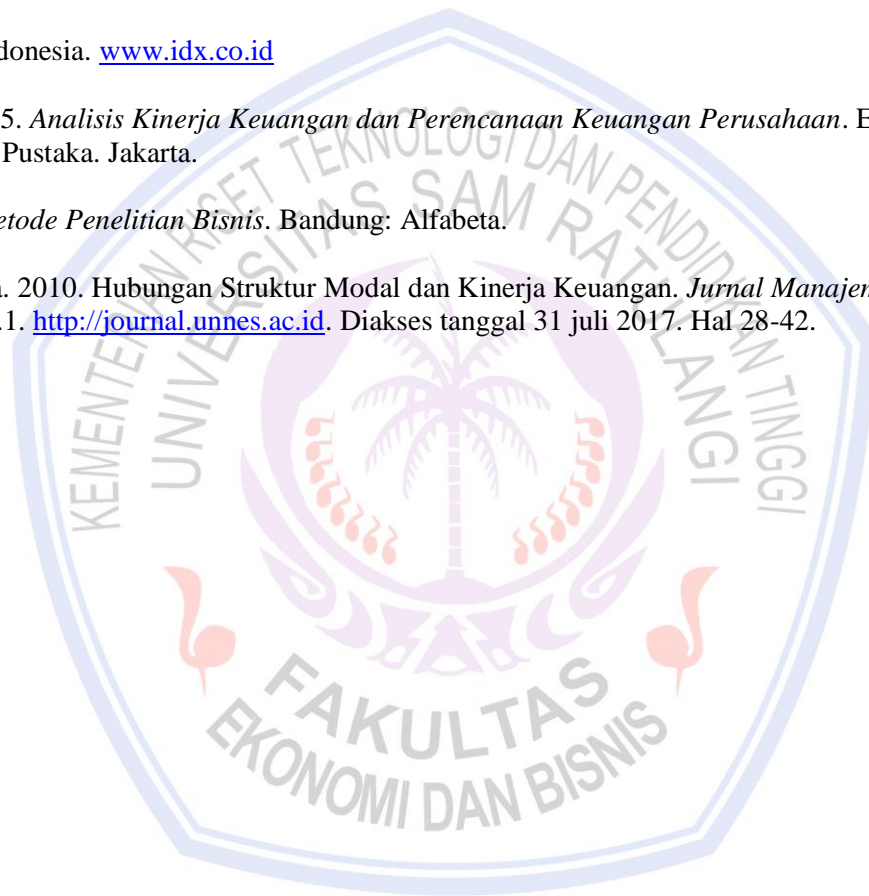 donesia. www.idx.co.id
5. Analisis Kinerja Keuangan dan Perencanaan Keuangan Perusahaan. E
Pustaka. Jakarta.
etode Penelitian Bisnis. Bandung: Alfabeta.
a. 2010. Hubungan Struktur Modal dan Kinerja Keuangan. Jurnal Manajem
.1. http://journal.unnes.ac.id. Diakses tanggal 31 juli 2017. Hal 28-42.
KEMENTERIAN RISET TEKNOLOGI DAN PENDIDIKAN TINGGI
UNIVERSITAS SAM RATULANGI
FAKULTAS
EKONOMI DAN BISNIS